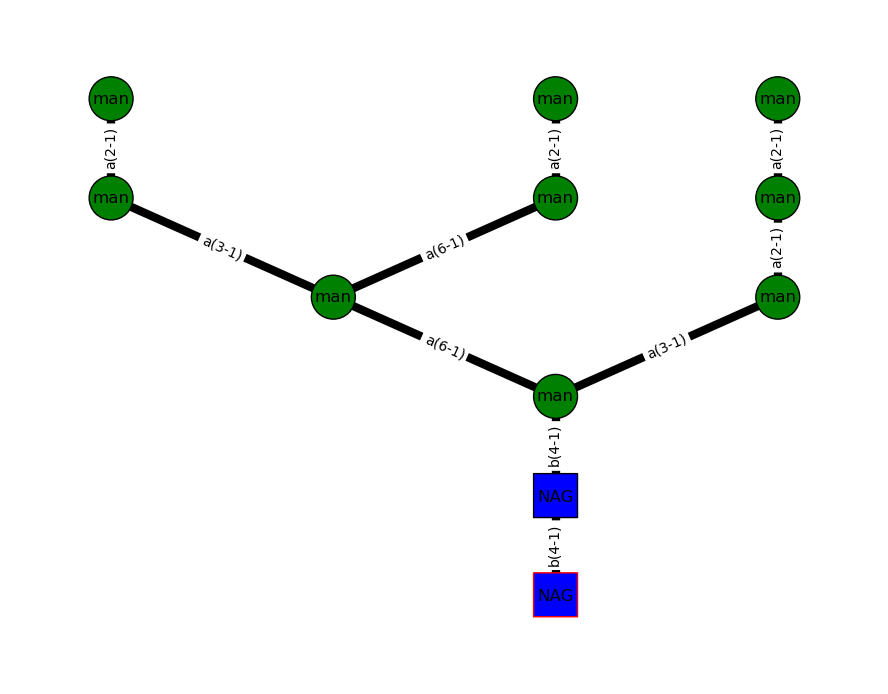 man man man
a(2-1) a(2-1) a(2-1)
man man man
a(3-1) a(6-1) a(2-1)
man man
a(6-1) a(3-1)
man
b(4-1)
NAG
b(4-1)
NAG